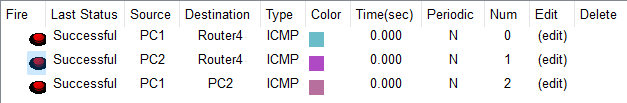 Fire Last Status Source Destination Type Color Time(sec) Periodic Num Edit Delete
Successful PC1 Router4 ICMP 0.000 N 0 (edit)
Successful PC2 Router4 ICMP 0.000 N 1 (edit)
Successful PC1 PC2 ICMP 0.000 N 2 (edit)